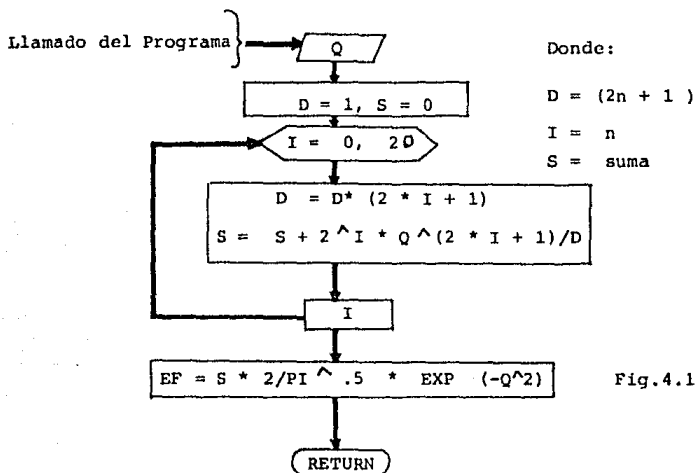 Llamado del Programa
Q
Donde:
D = 1, S = 0
D = (2n + 1 )
I = 0, 20
I = n
S = suma
D = D* (2 * I + 1)
S = S + 2^I * Q^(2 * I + 1)/D
I
EF = S * 2/PI^ .5 * EXP (-Q^2)
Fig.4.1
RETURN